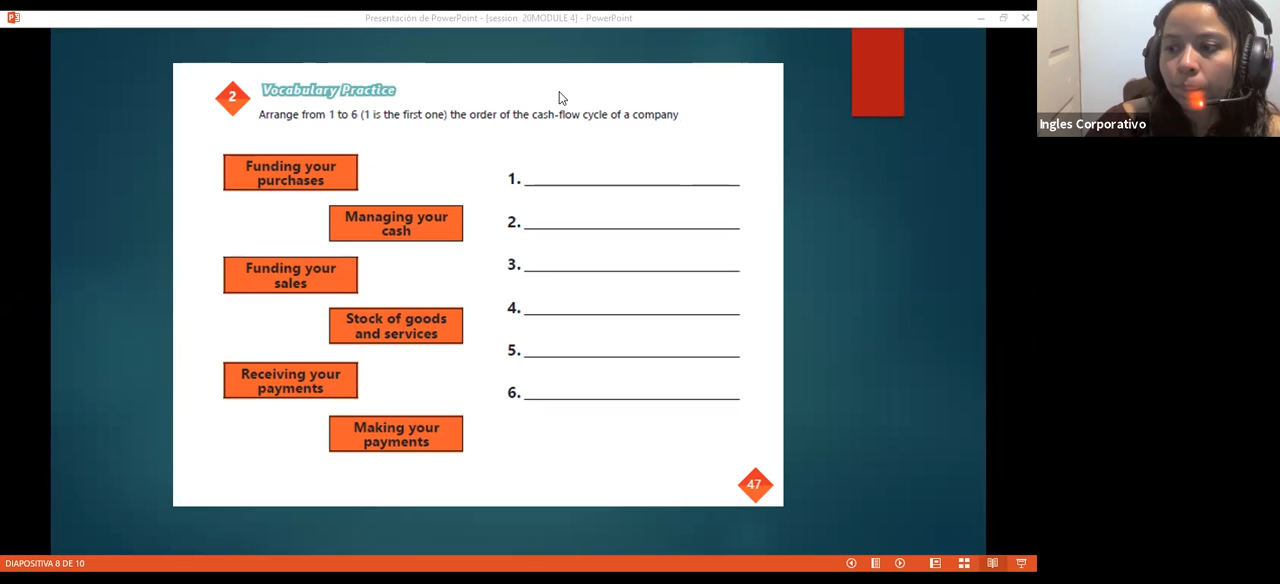 Presentación de PowerPoint - [session 20MODULE 4] - PowerPoint
Ingles Corporativo
2
Vocabulary Practice
Arrange from 1 to 6 (1 is the first one) the order of the cash-flow cycle of a company
Funding your
purchases
Managing your
cash
Funding your
sales
Stock of goods
and services
Receiving your
payments
Making your
payments
1.
2.
3.
4.
5.
6.
47
DIAPOSITIVA 8 DE 10